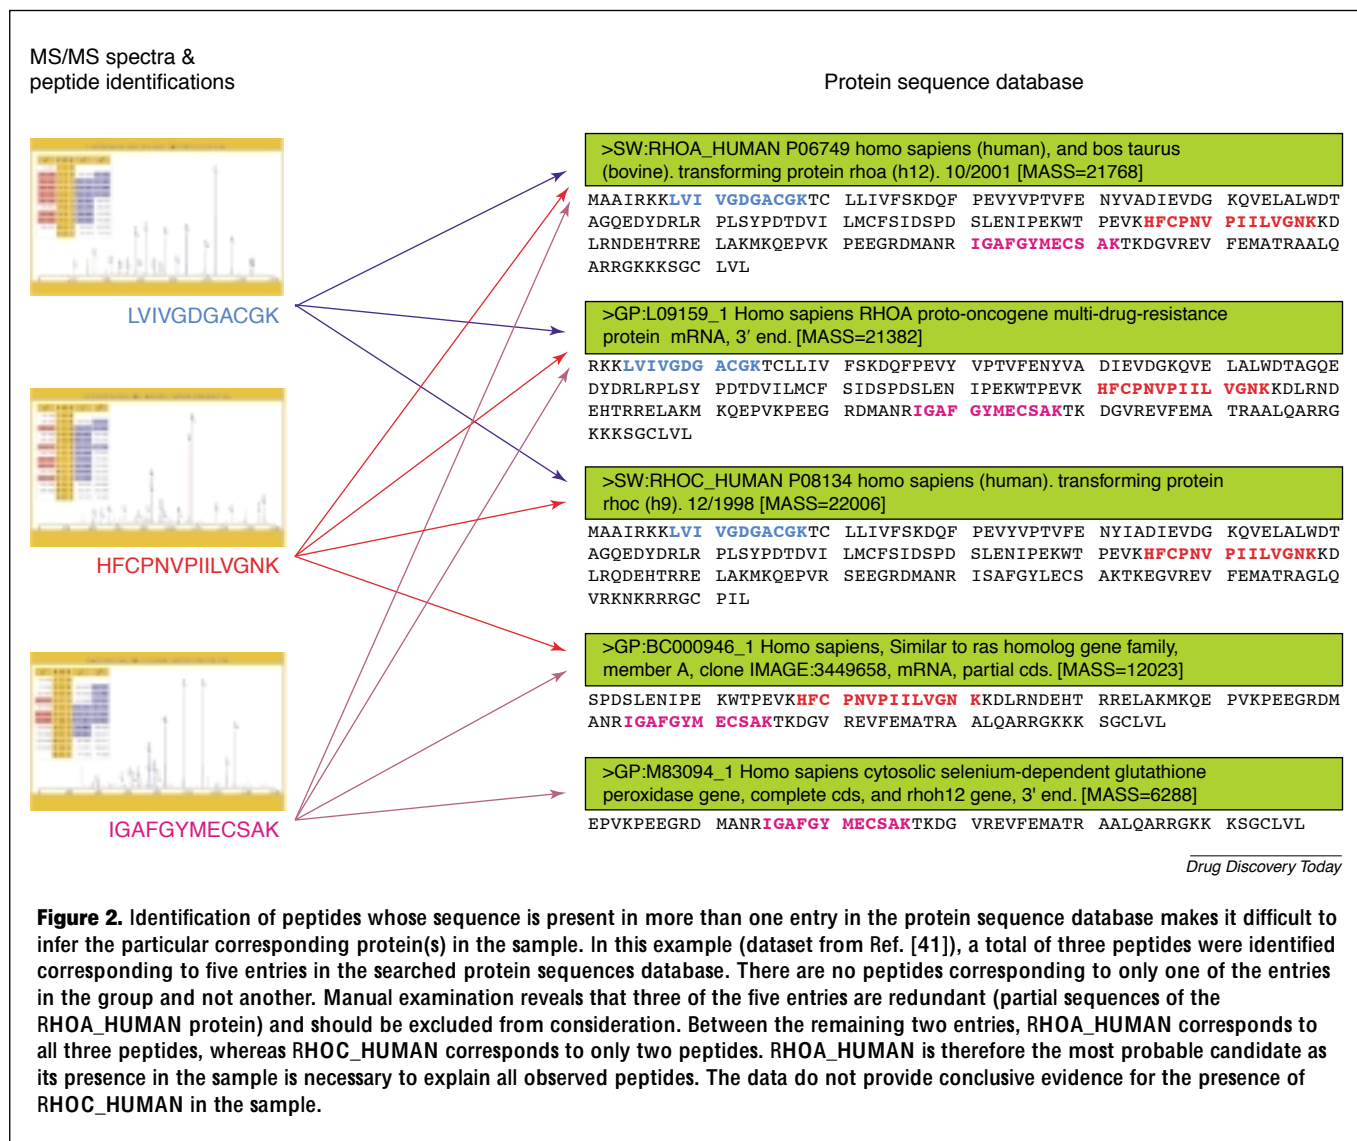 MS/MS spectra &
peptide identifications
Protein sequence database
LVIVGDGACGK
HFCPNVPIILVGNK
IGAFGYMECSAK
>SW:RHOA_HUMAN P06749 homo sapiens (human), and bos taurus
(bovine). transforming protein rhoa (h12). 10/2001 [MASS=21768]
MAAIRKKLVI VGDGACGKTC LLIVFSKDQF PEVYVPTVFE NYVADIEVDG KQVELALWDT
AGQEDYDRLR PLSYPDTDVI LMCFSIDSPD SLENIPEKWT PEVKHFCPNV PIILVGNKKD
LRNDEHTRRE LAKMKQEPVK PEEGRDMANR IGAFGYMECS AKTKDGVREV FEMATRAALQ
ARRGKKKSGC LVL
>GP:L09159_1 Homo sapiens RHOA proto-oncogene multi-drug-resistance
protein mRNA, 3′ end. [MASS=21382]
RKKLVIVGDG ACGKTCLLIV FSKDQFPEVY VPTVFENYVA DIEVDGKQVE LALWDTAGQE
DYDRLRPLSY PDTDVILMCF SIDSPDSLEN IPEKWTPEVK HFCPNVPIIL VGNKKDLRND
EHTRRELAKM KQEPVKPEEG RDMANRIGAF GYMECSAKTK DGVREVFEMA TRAALQARRG
KKKSGCLVL
>SW:RHOC_HUMAN P08134 homo sapiens (human). transforming protein
rhoc (h9). 12/1998 [MASS=22006]
MAAIRKKLVI VGDGACGKTC LLIVFSKDQF PEVYVPTVFE NYIADIEVDG KQVELALWDT
AGQEDYDRLR PLSYPDTDVI LMCFSIDSPD SLENIPEKWT PEVKHFCPNV PIILVGNKKD
LRQDEHTRRE LAKMKQEPVR SEEGRDMANR ISAFGYLECS AKTKEGVREV FEMATRAGLQ
VRKNKRRRGC PIL
>GP:BC000946_1 Homo sapiens, Similar to ras homolog gene family,
member A, clone IMAGE:3449658, mRNA, partial cds. [MASS=12023]
SPDSLENIPE KWTPEVKHFC PNVPIILVGN KKDLRNDEHT RRELAKMKQE PVKPEEGRDM
ANRIGAFGYM ECSAKTKDGV REVFEMATRA ALQARRGKKK SGCLVL
>GP:M83094_1 Homo sapiens cytosolic selenium-dependent glutathione
peroxidase gene, complete cds, and rhoh12 gene, 3' end. [MASS=6288]
EPVKPEEGRD MANRIGAFGY MECSAKTKDG VREVFEMATR AALQARRGKK KSGCLVL
Drug Discovery Today
Figure 2. Identification of peptides whose sequence is present in more than one entry in the protein sequence database makes it difficult to
infer the particular corresponding protein(s) in the sample. In this example (dataset from Ref. [41]), a total of three peptides were identified
corresponding to five entries in the searched protein sequences database. There are no peptides corresponding to only one of the entries
in the group and not another. Manual examination reveals that three of the five entries are redundant (partial sequences of the
RHOA_HUMAN protein) and should be excluded from consideration. Between the remaining two entries, RHOA_HUMAN corresponds to
all three peptides, whereas RHOC_HUMAN corresponds to only two peptides. RHOA_HUMAN is therefore the most probable candidate as
its presence in the sample is necessary to explain all observed peptides. The data do not provide conclusive evidence for the presence of
RHOC_HUMAN in the sample.